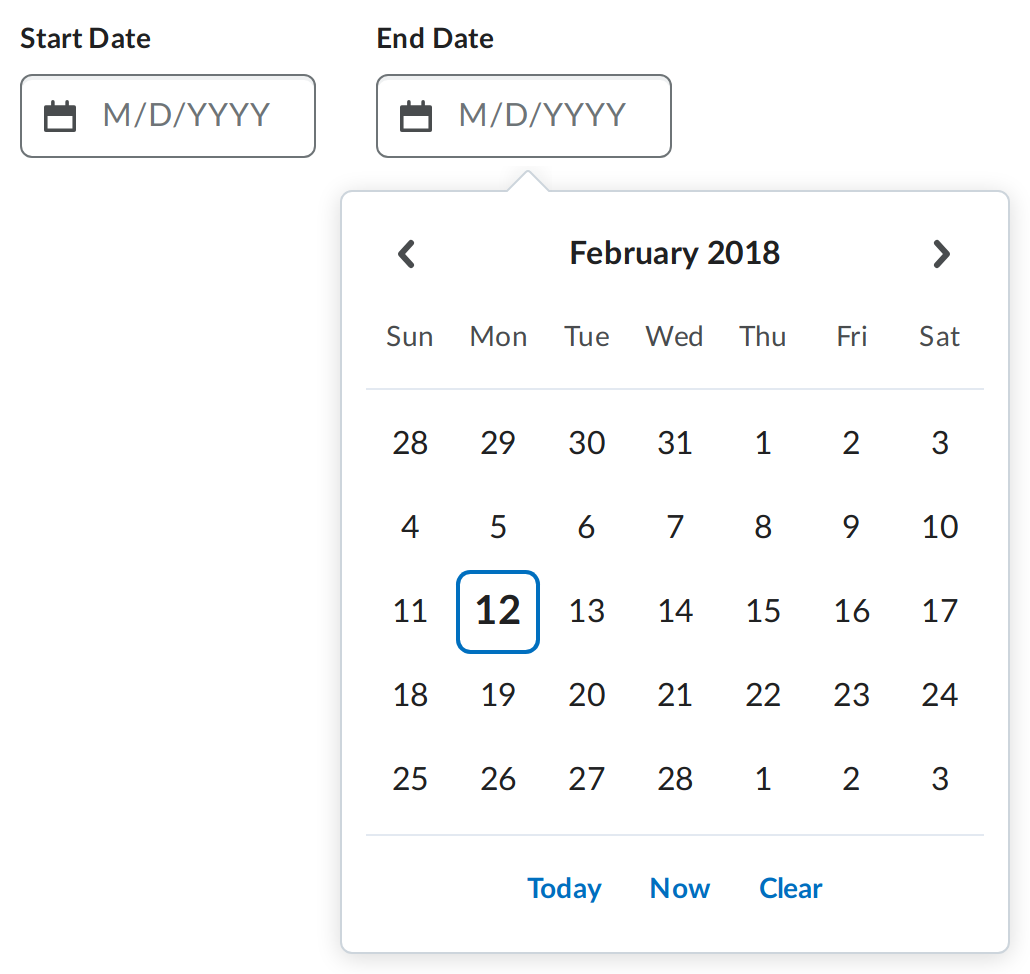 Start Date End Date
M/D/YYYY M/D/YYYY
February 2018
Sun Mon Tue Wed Thu Fri Sat
28 29 30 31 1 2 3
4 5 6 7 8 9 10
11 12 13 14 15 16 17
18 19 20 21 22 23 24
25 26 27 28 1 2 3
Today Now Clear